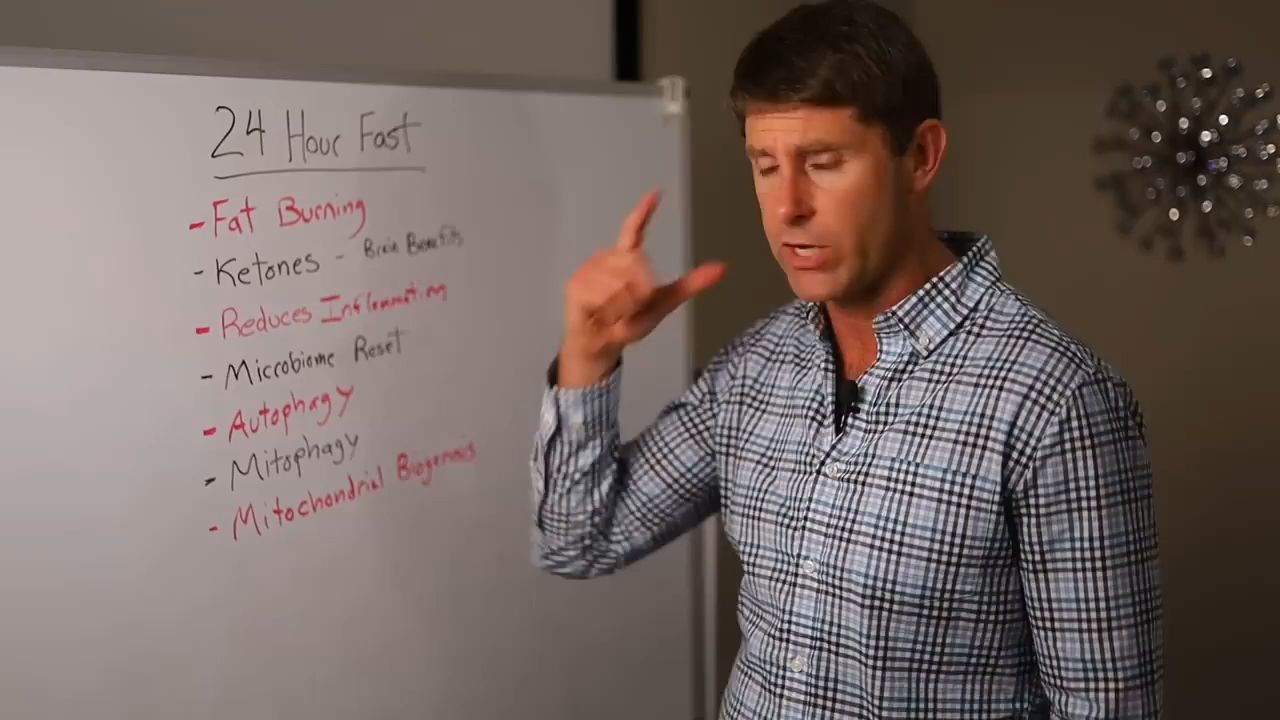 24 Hour Fast
- Fat Burning
- Ketones - Brain Benefits
- Reduces Inflammation
- Microbiome Reset
- Autophagy
- Mitophagy
- Mitochondrial Biogenesis